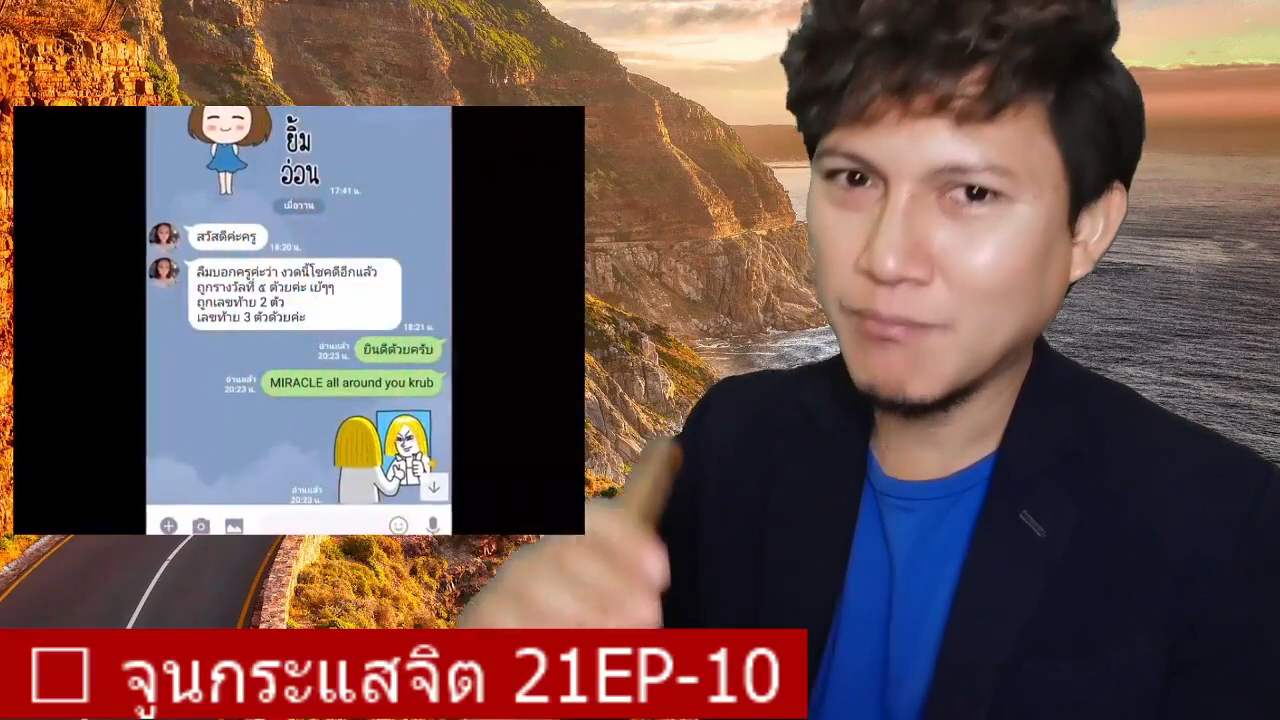 ยิ้ม
อ่อน
17:41 น.
เมื่อวาน
สวัสดีค่ะครู
18:20 น.
ลืมบอกครูค่ะว่า งวดนี้โชคดีอีกแล้ว
ถูกรางวัลที่ ๕ ด้วยค่ะ เย้ๆๆ
ถูกเลขท้าย 2 ตัว
เลขท้าย 3 ตัวด้วยค่ะ
18:21 น.
อ่านแล้ว
20:23 น.
ยินดีด้วยครับ
อ่านแล้ว
20:23 น.
MIRACLE all around you krub
อ่านแล้ว
20:23 น.
จูนกระแสจิต 21EP-10